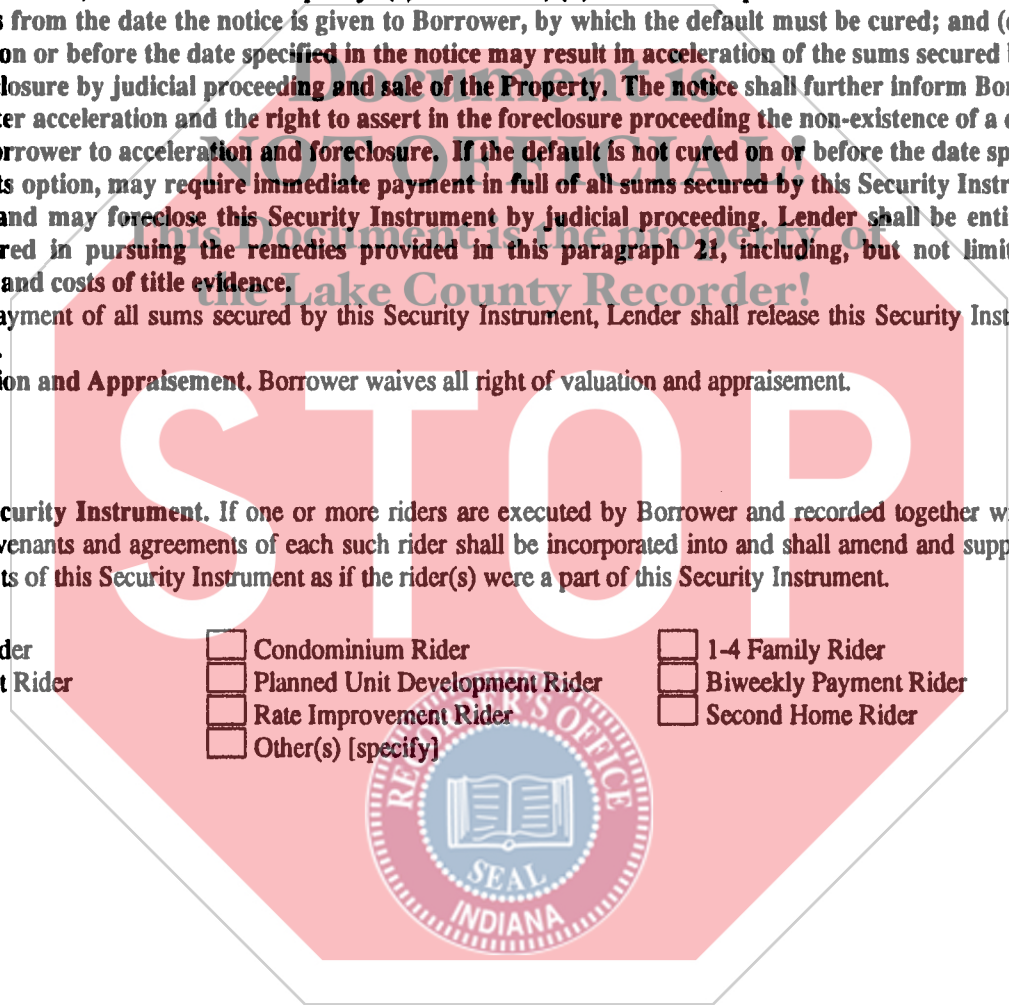 s from the date the notice is given to Borrower, by which the default must be cured; and (
on or before the date specified in the notice may result in acceleration of the sums secured
losure by judicial proceeding and sale of the Property. The notice shall further inform Bor
er acceleration and the right to assert in the foreclosure proceeding the non-existence of a
orrower to acceleration and foreclosure. If the default is not cured on or before the date sp
ts option, may require immediate payment in full of all sums secured by this Security Instr
and may foreclose this Security Instrument by judicial proceeding. Lender shall be enti
red in pursuing the remedies provided in this paragraph 21, including, but not limit
and costs of title evidence.
ayment of all sums secured by this Security Instrument, Lender shall release this Security Inst
.
ion and Appraisement. Borrower waives all right of valuation and appraisement.
curity Instrument. If one or more riders are executed by Borrower and recorded together w
venants and agreements of each such rider shall be incorporated into and shall amend and supp
ts of this Security Instrument as if the rider(s) were a part of this Security Instrument.
der Condominium Rider 1-4 Family Rider
t Rider Planned Unit Development Rider Biweekly Payment Rider
Rate Improvement Rider Second Home Rider
Other(s) [specify]
Document is
NOT OFFICIAL!
This Document is the property of
the Lake County Recorder!
STOP
RECORDER'S OFFICE
SEAL
INDIANA